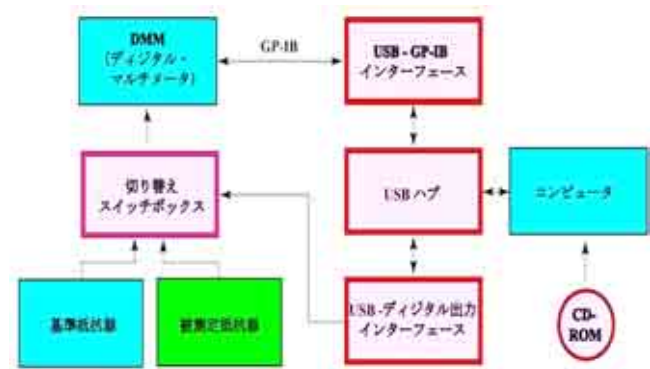 DMM
(ディジタル・
マルチメータ)
GP-IB
USB - GP-IB
インターフェース
切り替え
スイッチボックス
USB ハブ
コンピュータ
基準抵抗器
被測定抵抗器
USB -ディジタル出力
インターフェース
CD-
ROM